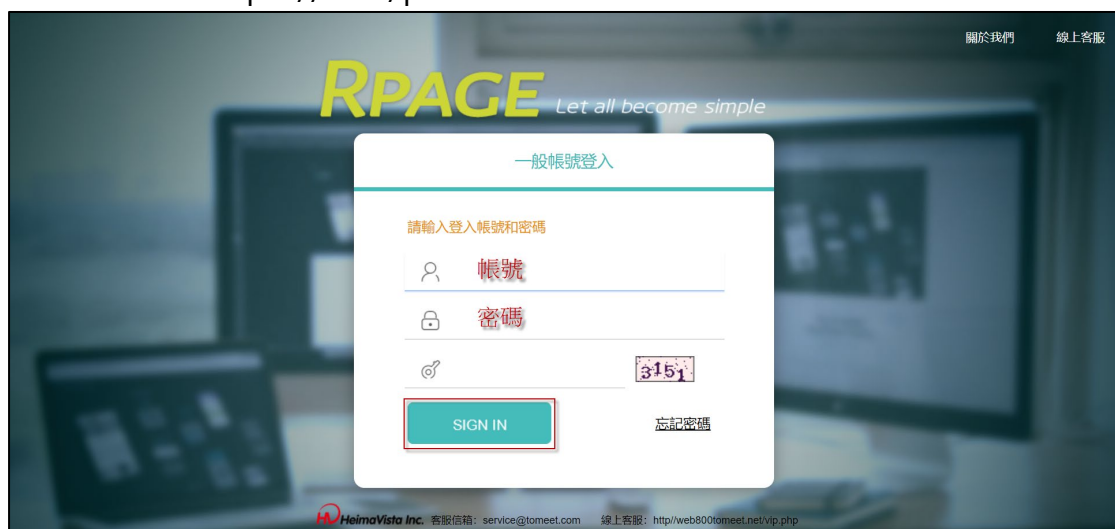 關於我們 線上客服
RPAGE Let all become simple
一般帳號登入
請輸入登入帳號和密碼
帳號
密碼
3151
SIGN IN 忘記密碼
HeimaVista Inc. 客服信箱: service@tomeet.com 線上客服: http//web800tomeet.net/vip.php